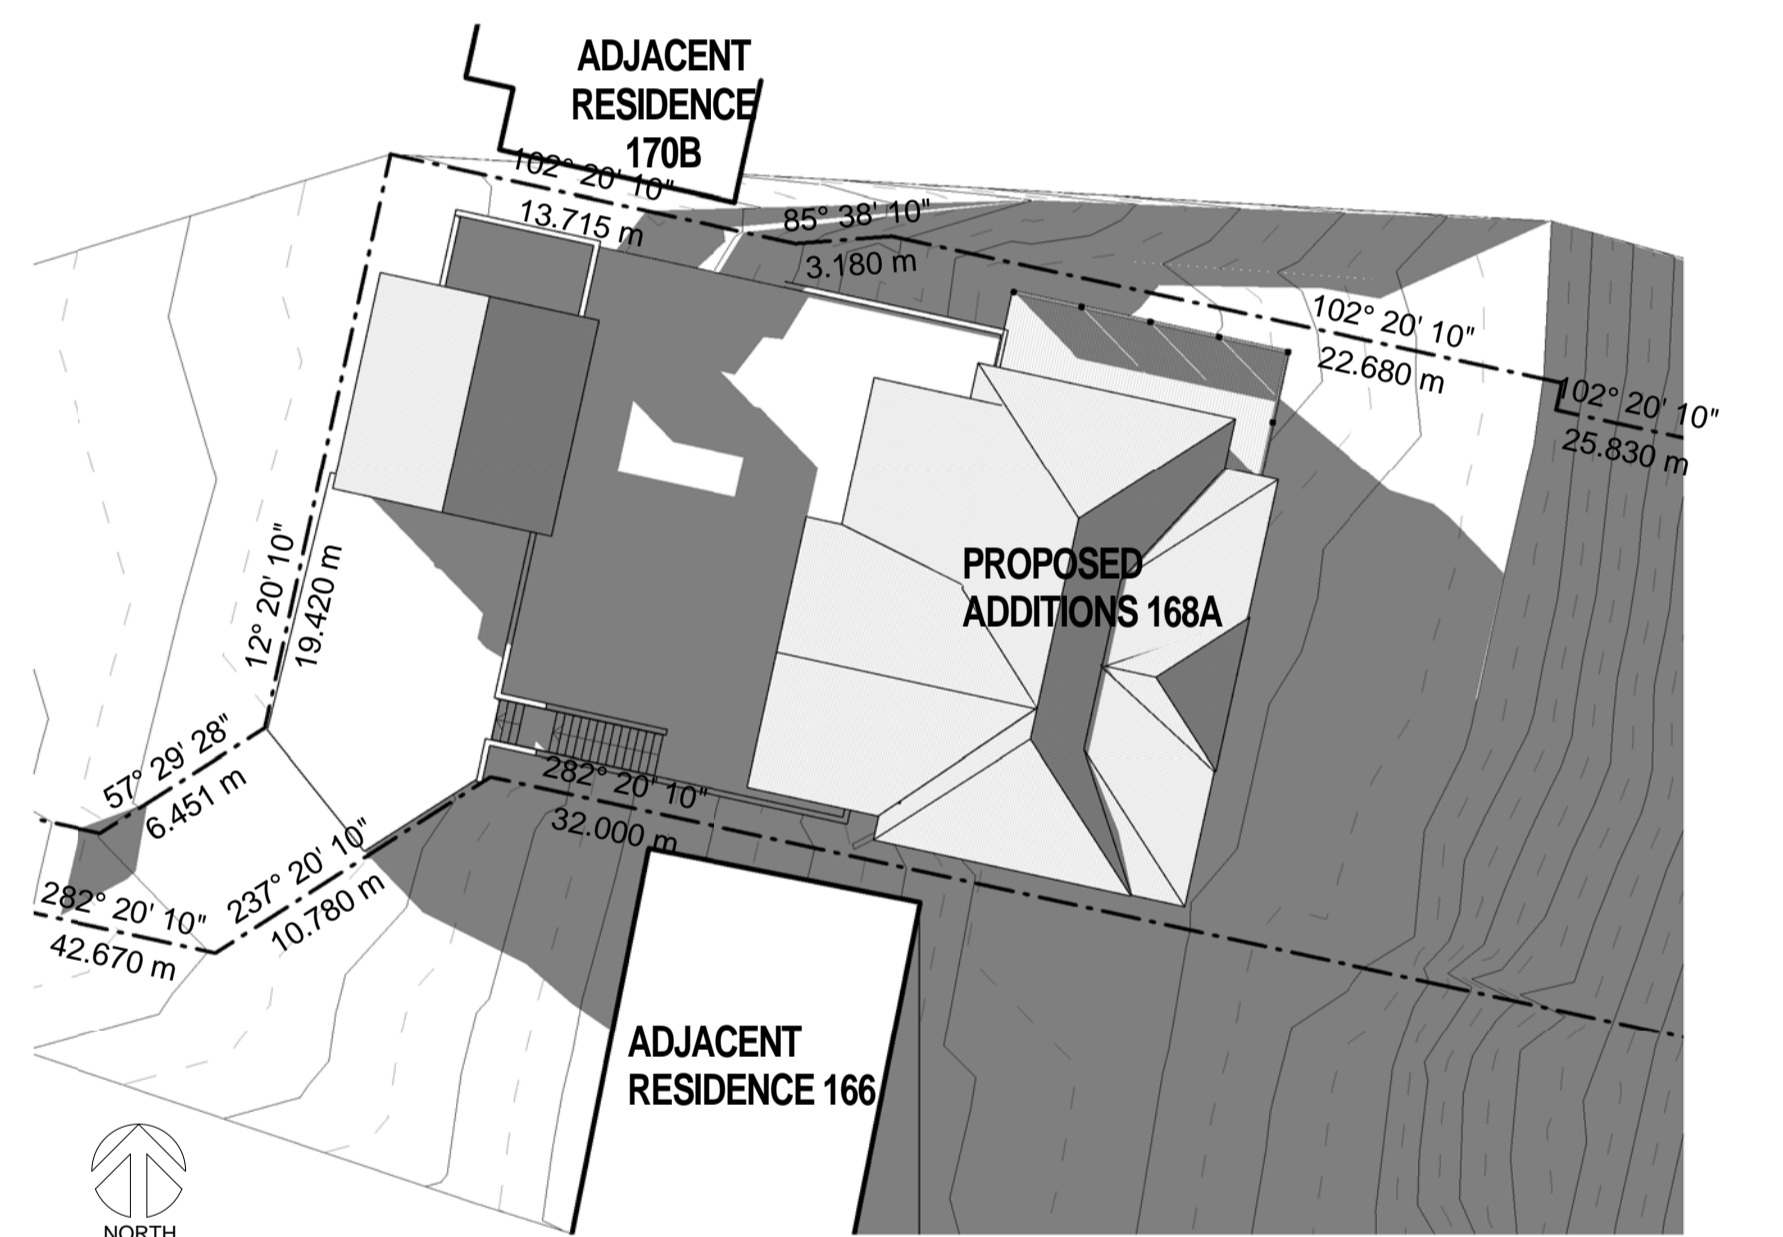 ADJACENT
RESIDENCE
170B
102° 20' 10"
13.715 m
85° 38' 10"
3.180 m
102° 20' 10"
22.680 m
102° 20' 10"
25.830 m
12° 20' 10"
19.420 m
PROPOSED
ADDITIONS 168A
57° 29' 28"
6.451 m
282° 20' 10"
32.000 m
237° 20' 10"
10.780 m
282° 20' 10"
42.670 m
ADJACENT
RESIDENCE 166
NORTH